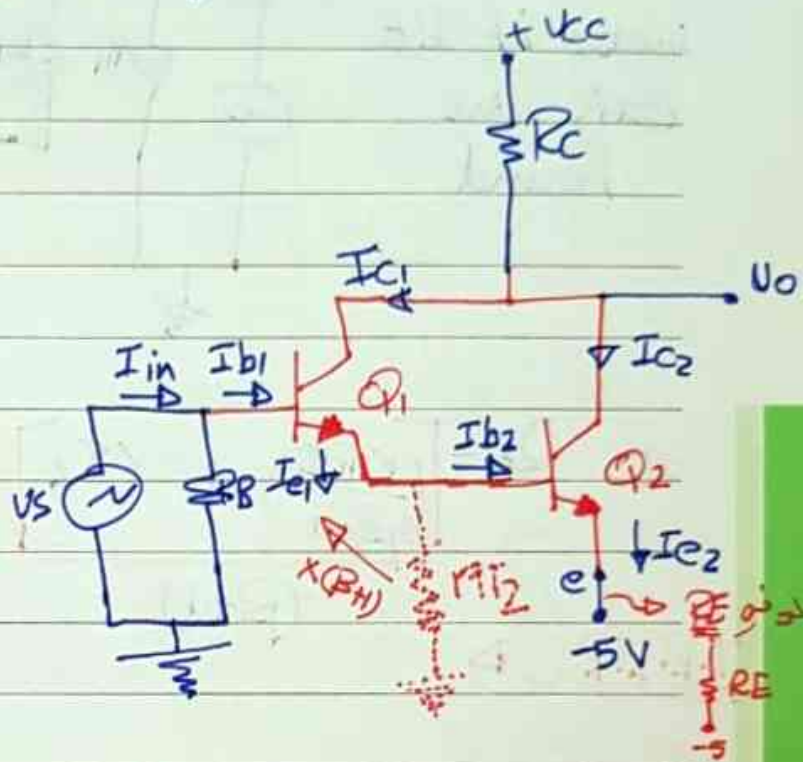 + VCC
RC
IC1
Vo
Iin
Ib1
Q1
IC2
VS
RB
Ie1
Ib2
Q2
x(β+1)
rπ2
Ie2
e
-5V
RE
RE
-5